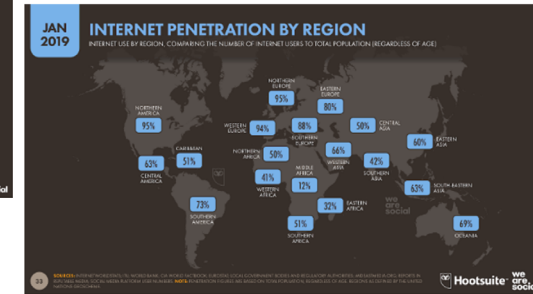 JAN
2019
INTERNET PENETRATION BY REGION
INTERNET USE BY REGION, COMPARING THE NUMBER OF INTERNET USERS TO TOTAL POPULATION (REGARDLESS OF AGE)
NORTHERN
AMERICA
95%
NORTHERN
EUROPE
95%
EASTERN
EUROPE
80%
WESTERN
EUROPE
94%
88%
SOUTHERN
EUROPE
50%
CENTRAL
ASIA
60%
EASTERN
ASIA
63%
CENTRAL
AMERICA
CARIBBEAN
51%
NORTHERN
AFRICA
50%
66%
WESTERN
ASIA
42%
SOUTHERN
ASIA
41%
WESTERN
AFRICA
MIDDLE
AFRICA
12%
63%
SOUTH-EASTERN
ASIA
73%
SOUTHERN
AMERICA
32%
EASTERN
AFRICA
we
are.
social
51%
SOUTHERN
AFRICA
69%
OCEANIA
33
SOURCES:
Hootsuite
we
are.